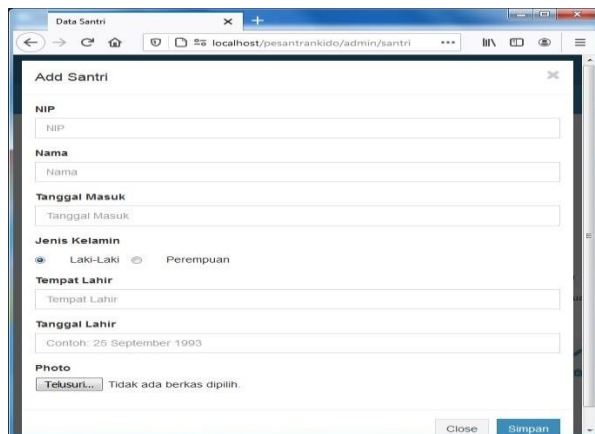 Data Santri
localhost/pesantrankido/admin/santri
Add Santri
NIP
NIP
Nama
Nama
Tanggal Masuk
Tanggal Masuk
Jenis Kelamin
Laki-Laki Perempuan
Tempat Lahir
Tempat Lahir
Tanggal Lahir
Contoh: 25 September 1993
Photo
Telusuri... Tidak ada berkas dipilih.
Close Simpan